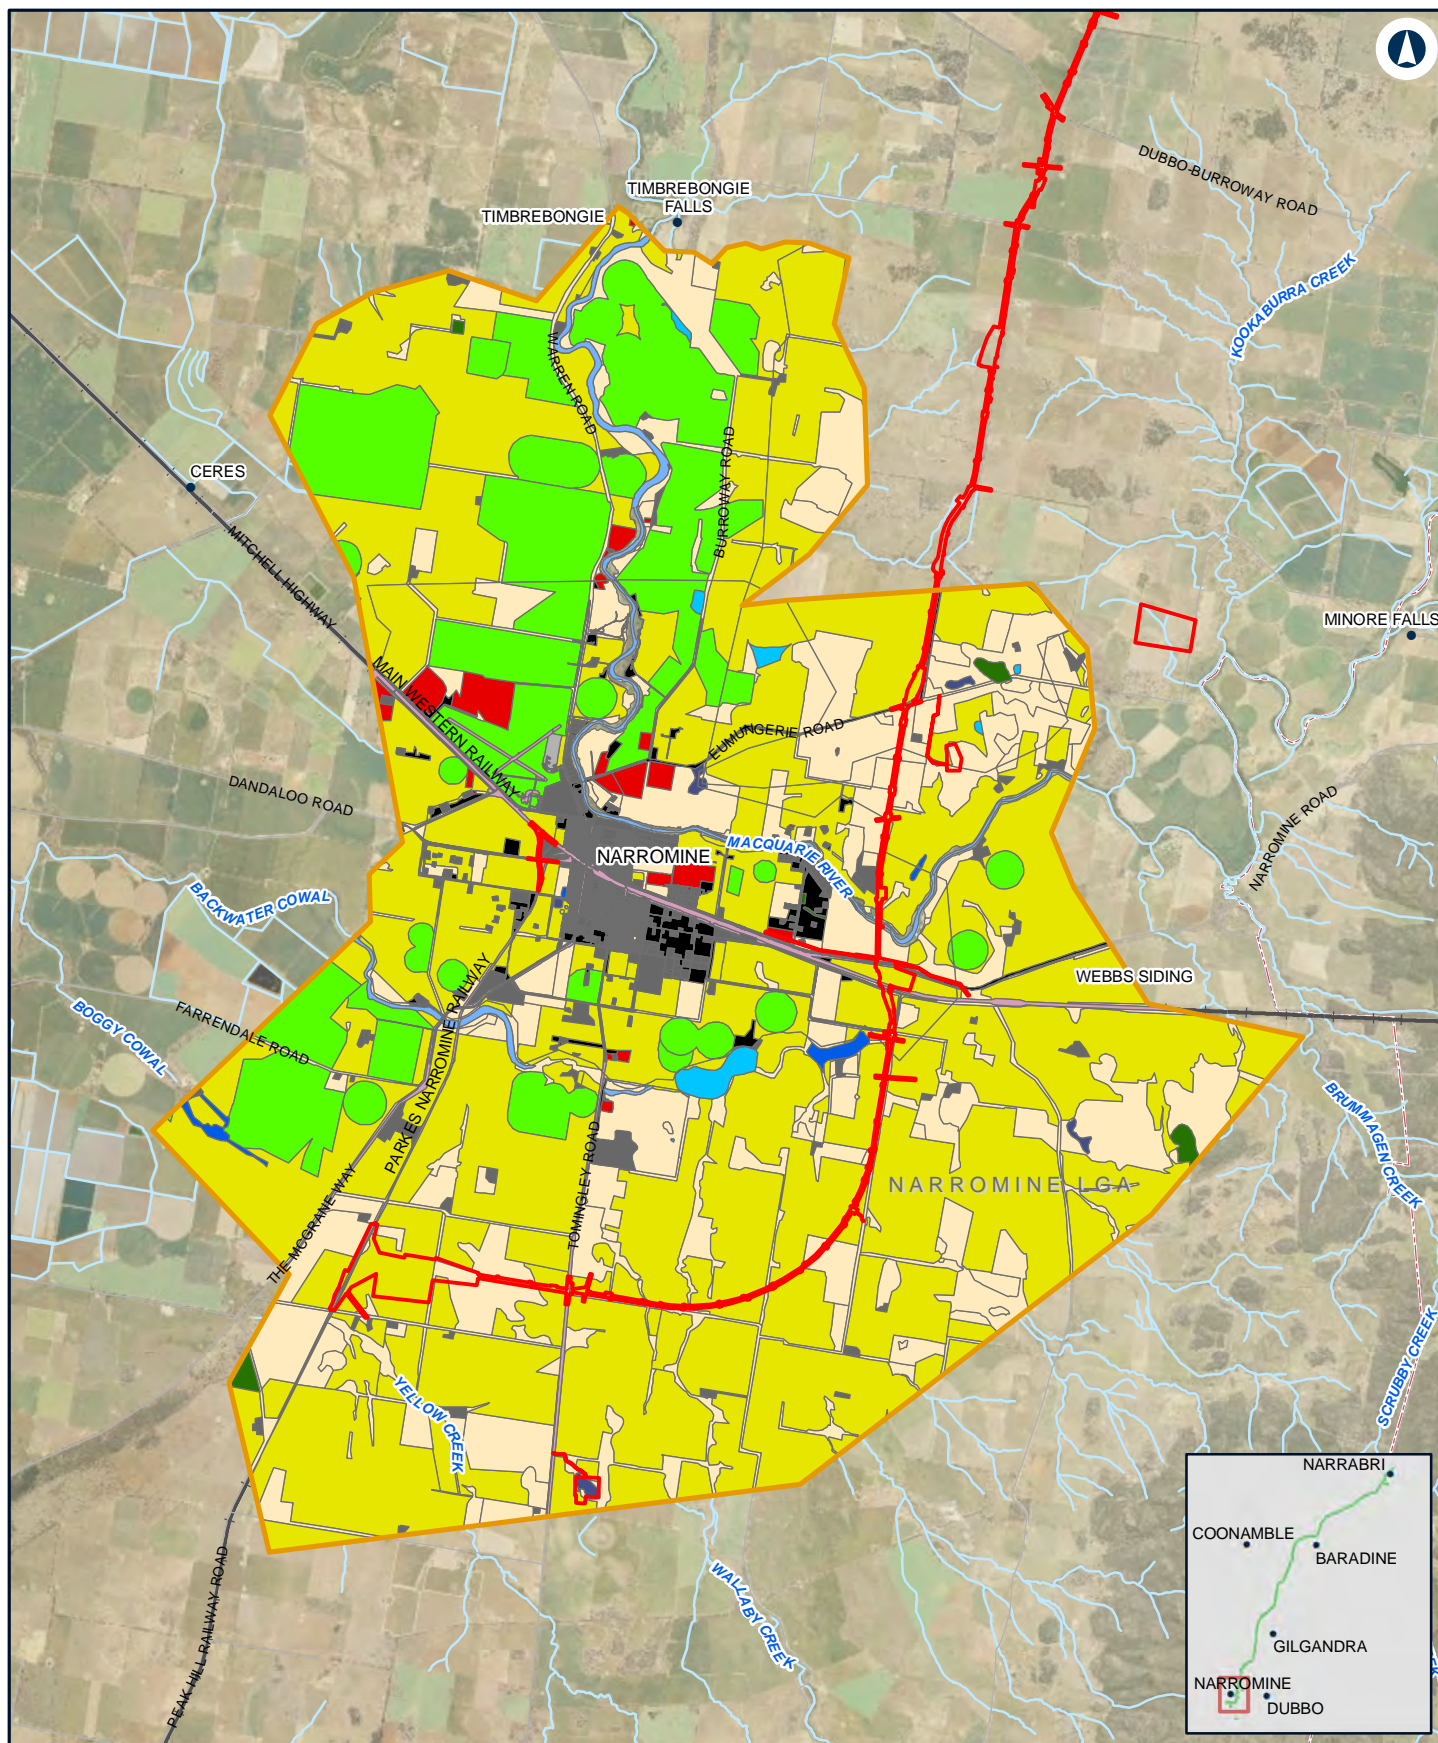 DUBBO-BURROWAY ROAD
TIMBREBONGIE
FALLS
TIMBREBONGIE
KOOKABURRA CREEK
WARREN ROAD
CERES
BURROWAY ROAD
MITCHELL HIGHWAY
MINORE FALLS
MAIN WESTERN RAILWAY
EUMUNGERIE ROAD
DANDALOO ROAD
NARROMINE ROAD
NARROMINE
MACQUARIE RIVER
BACKWATER COWAL
WEBBS SIDING
BOGGY COWAL
FARRENDALE ROAD
PARKES NARROMINE RAILWAY
BRUMMAGEN CREEK
NARROMINE LGA
TOMINGLEY ROAD
THE MCGRANE WAY
SCRUBBY CREEK
YELLOW CREEK
NARRABRI
COONAMBLE
BARADINE
WALLABY CREEK
GILGANDRA
PEAK HILL RAILWAY ROAD
NARROMINE
DUBBO